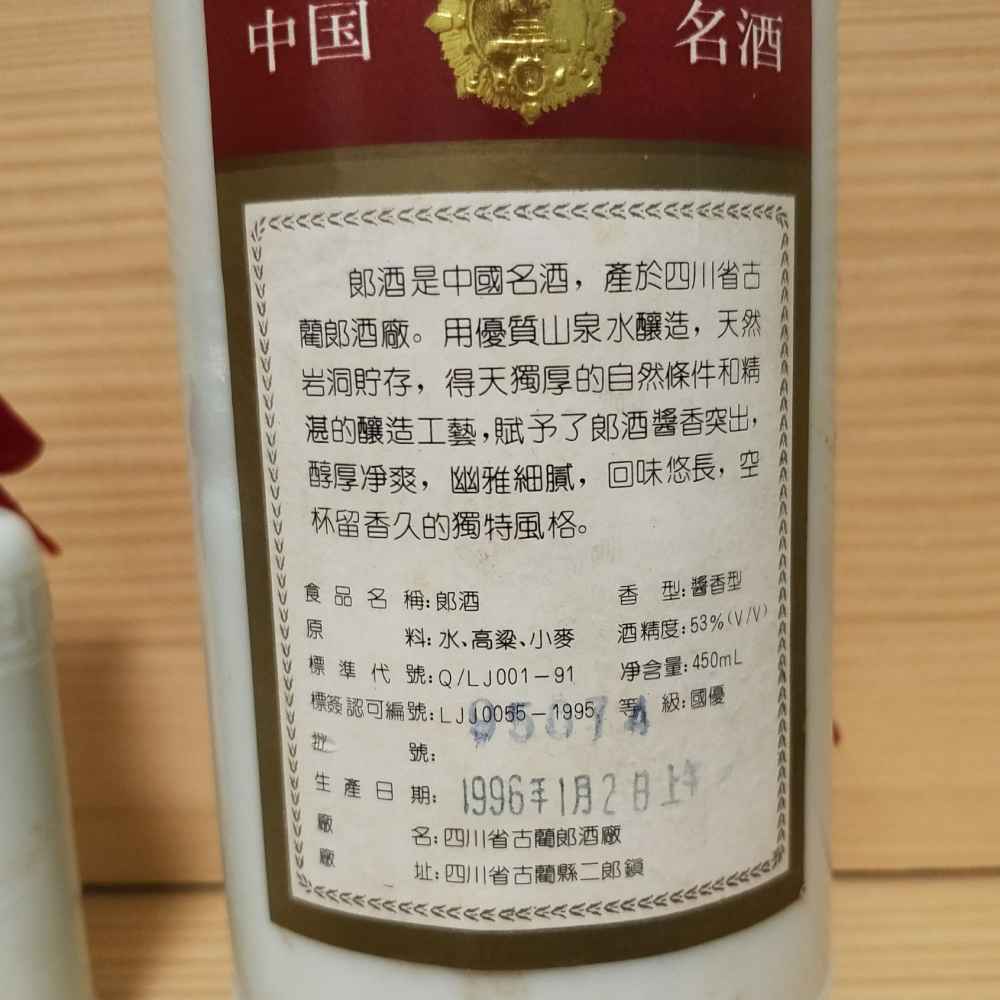 中国 名酒
郎酒是中國名酒，產於四川省古
藺郎酒廠。用優質山泉水釀造，天然
岩洞貯存，得天獨厚的自然條件和精
湛的釀造工藝，賦予了郎酒醬香突出，
醇厚凈爽，幽雅細膩，回味悠長，空
杯留香久的獨特風格。
食品名稱：郎酒 香型：醬香型
原料：水、高粱、小麥 酒精度：53%(V/V)
標準代號：Q/LJ001-91 净含量：450mL
標簽認可編號：LJJ0055-1995 等級：國優
批號：
生產日期：1996年1月2日上午
廠名：四川省古藺郎酒廠
廠址：四川省古藺縣二郎鎮